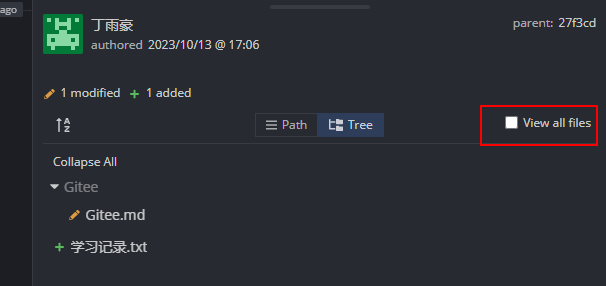 ago
丁雨豪
parent: 27f3cd
authored 2023/10/13 @ 17:06
1 modified + 1 added
A Z Path Tree View all files
Collapse All
Gitee
Gitee.md
+ 学习记录.txt